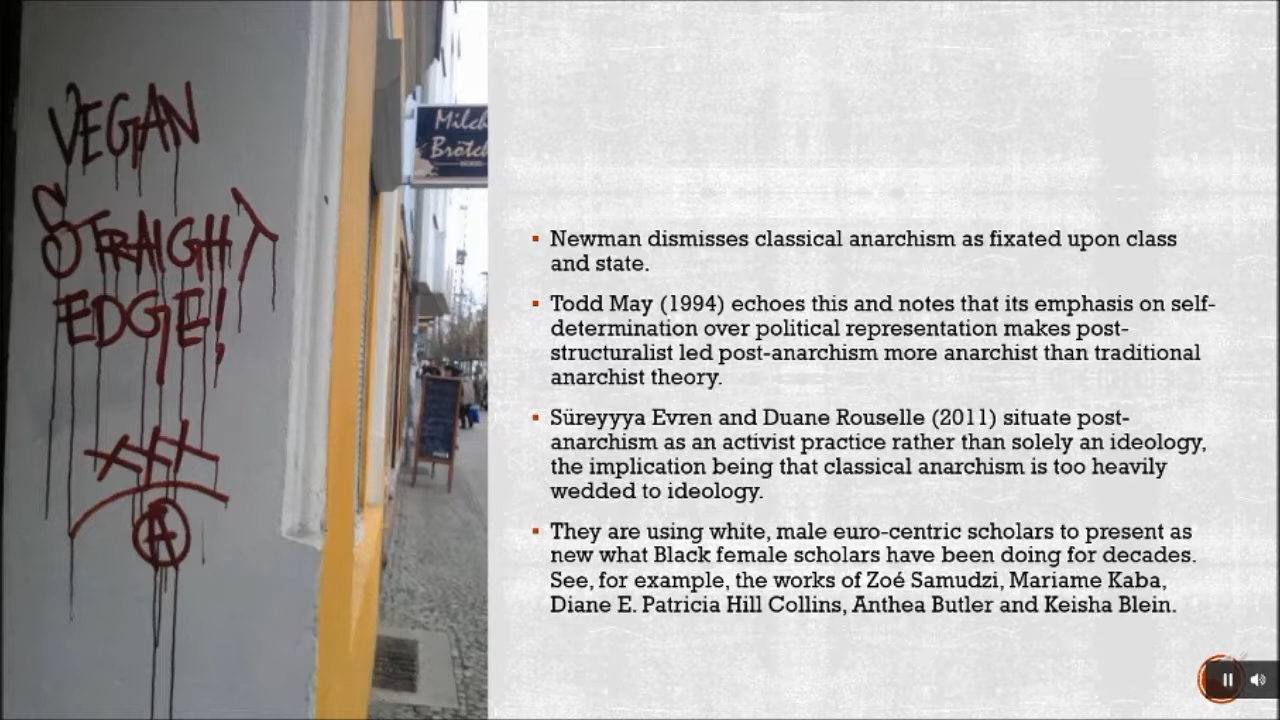 VEGAN
STRAIGHT
EDGE!
XXX
A
Milch
Brötch
Newman dismisses classical anarchism as fixated upon class
and state.
Todd May (1994) echoes this and notes that its emphasis on self-
determination over political representation makes post-
structuralist led post-anarchism more anarchist than traditional
anarchist theory.
Süreyyya Evren and Duane Rouselle (2011) situate post-
anarchism as an activist practice rather than solely an ideology,
the implication being that classical anarchism is too heavily
wedded to ideology.
They are using white, male euro-centric scholars to present as
new what Black female scholars have been doing for decades.
See, for example, the works of Zoé Samudzi, Mariame Kaba,
Diane E. Patricia Hill Collins, Anthea Butler and Keisha Blein.